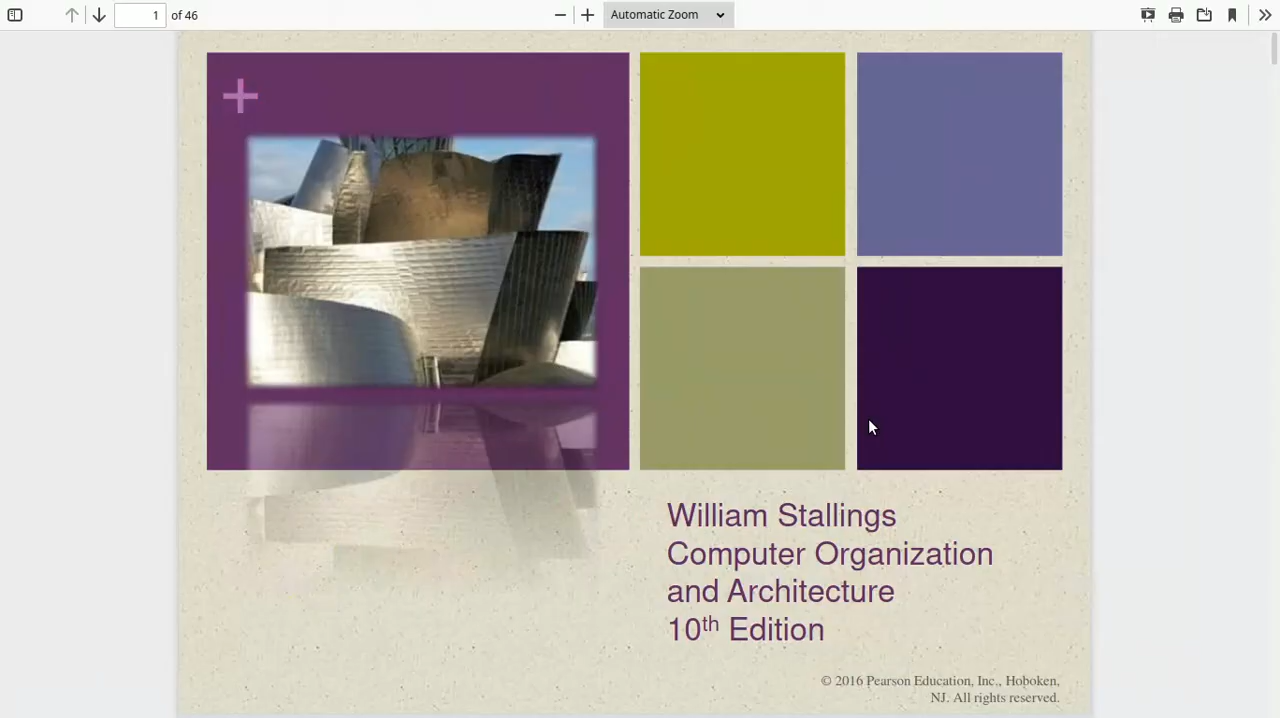 1 of 46 Automatic Zoom
William Stallings
Computer Organization
and Architecture
10th Edition
© 2016 Pearson Education, Inc., Hoboken,
NJ. All rights reserved.